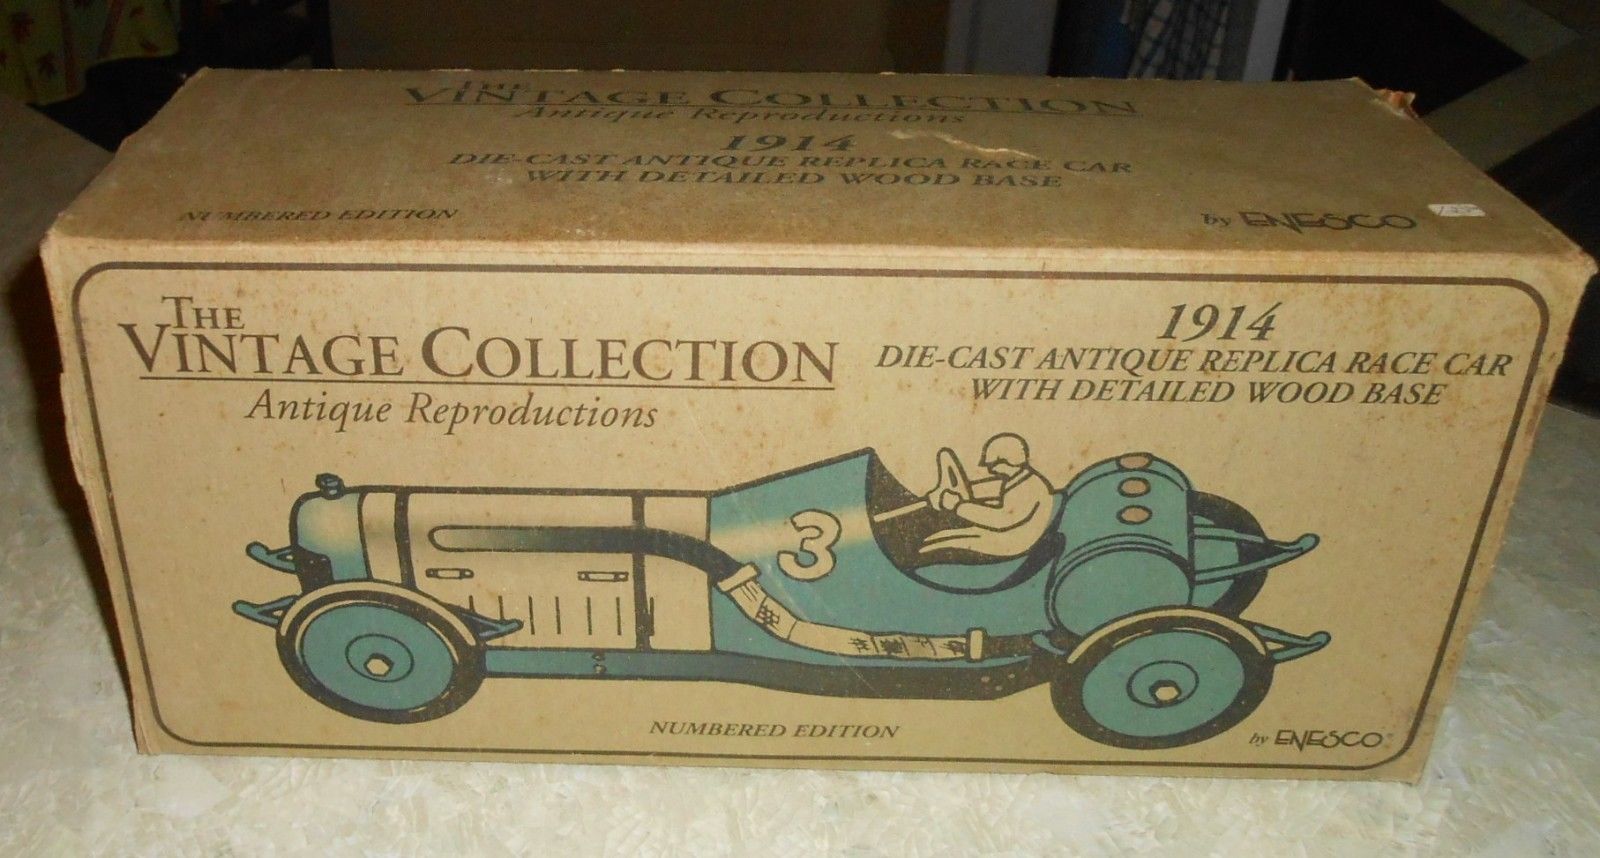 THE
VINTAGE COLLECTION
Antique Reproductions
1914
DIE-CAST ANTIQUE REPLICA RACE CAR
WITH DETAILED WOOD BASE
NUMBERED EDITION
by ENESCO
THE
VINTAGE COLLECTION
Antique Reproductions
1914
DIE-CAST ANTIQUE REPLICA RACE CAR
WITH DETAILED WOOD BASE
3
NUMBERED EDITION
by ENESCO®